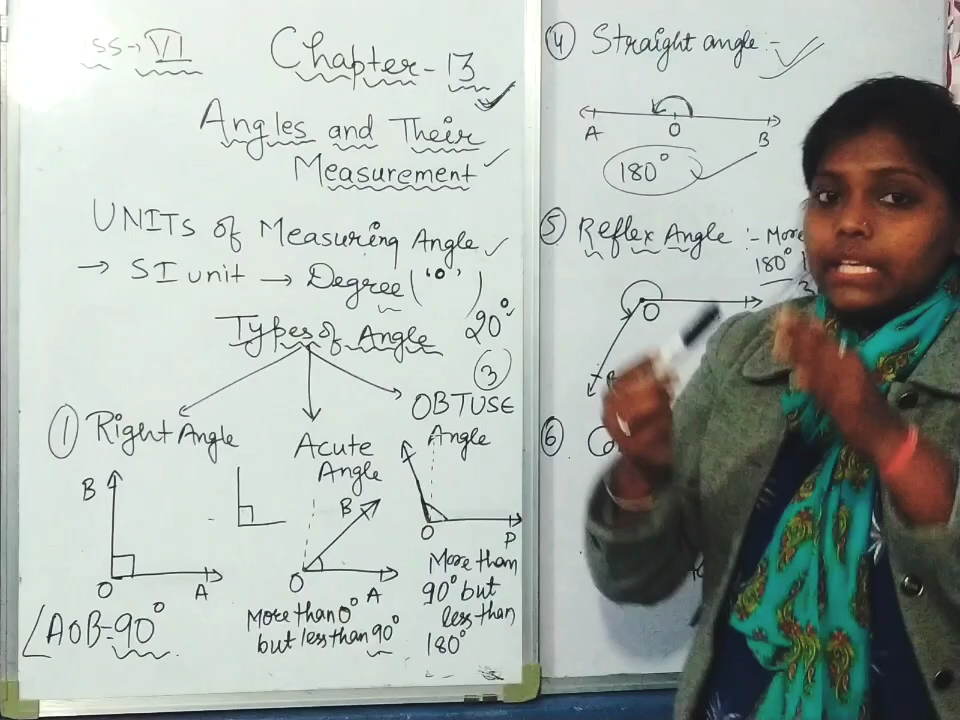 ss → VI
Chapter - 13
Angles and Their
Measurement
UNITs of Measuring Angle
→ SI unit → Degree ('0')
20°
Types of Angle
① Right Angle
B
O
A
∠AOB = 90°
Acute
Angle
B
O
A
More than 0°
but less than 90°
③
OBTUSE
Angle
O
P
More than
90° but
less than
180°
④ Straight angle :-
A
O
B
180°
⑤ Reflex Angle :- More
180°
O
⑥